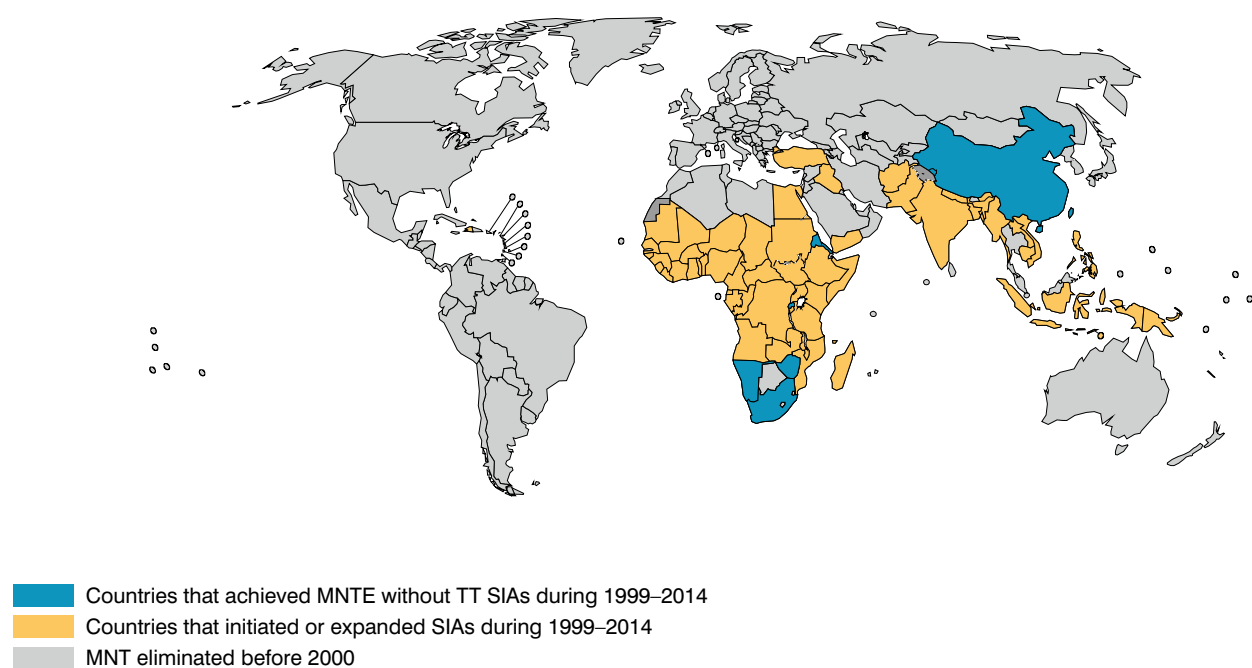 Countries that achieved MNTE without TT SIAs during 1999–2014
Countries that initiated or expanded SIAs during 1999–2014
MNT eliminated before 2000